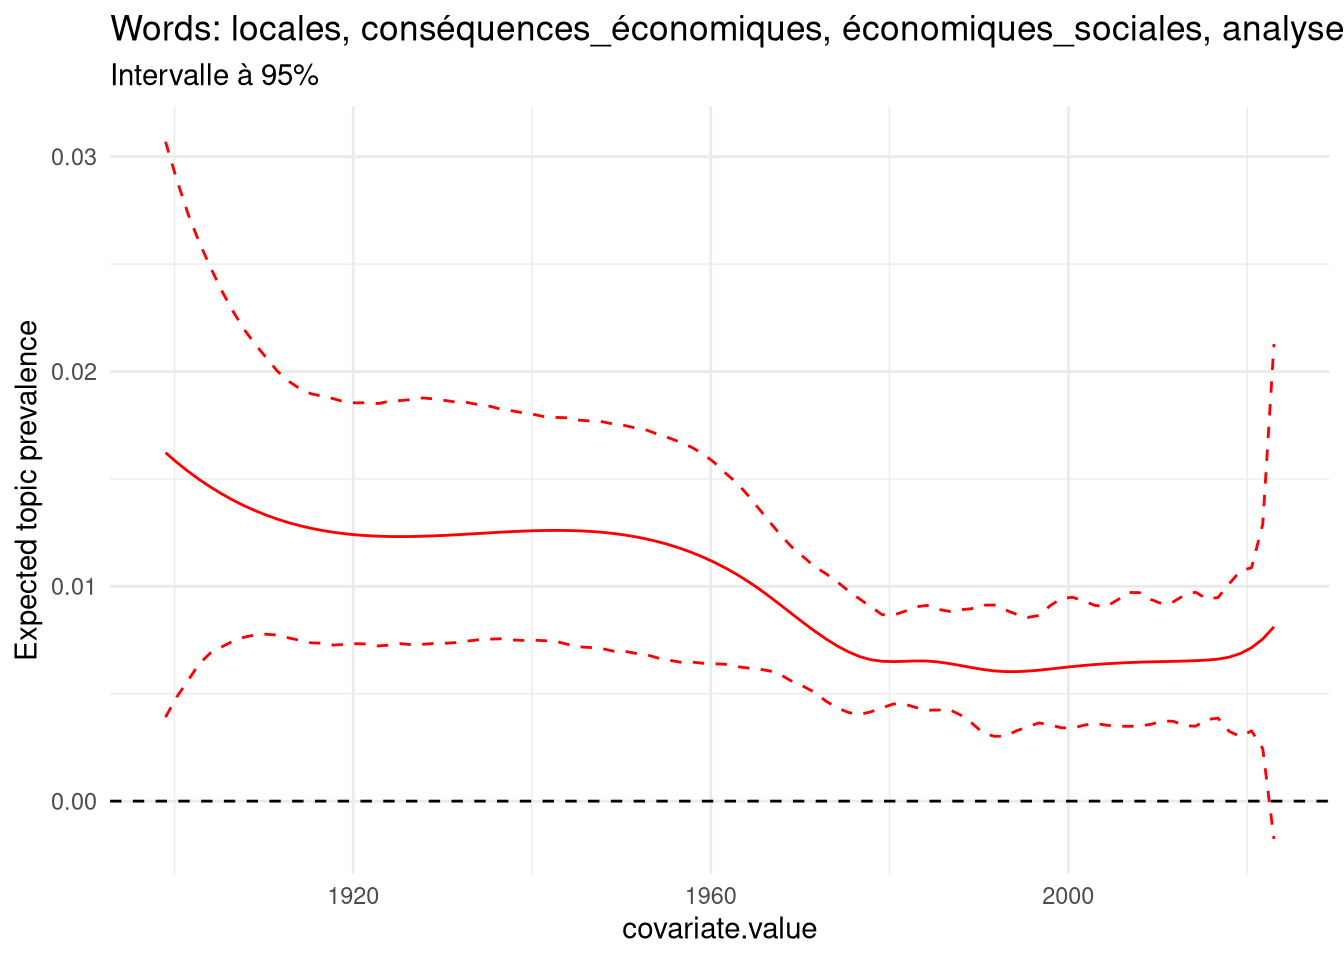 Words: locales, conséquences_économiques, économiques_sociales, analyse
Intervalle à 95%
Expected topic prevalence
0.03
0.02
0.01
0.00
1920 1960 2000
covariate.value